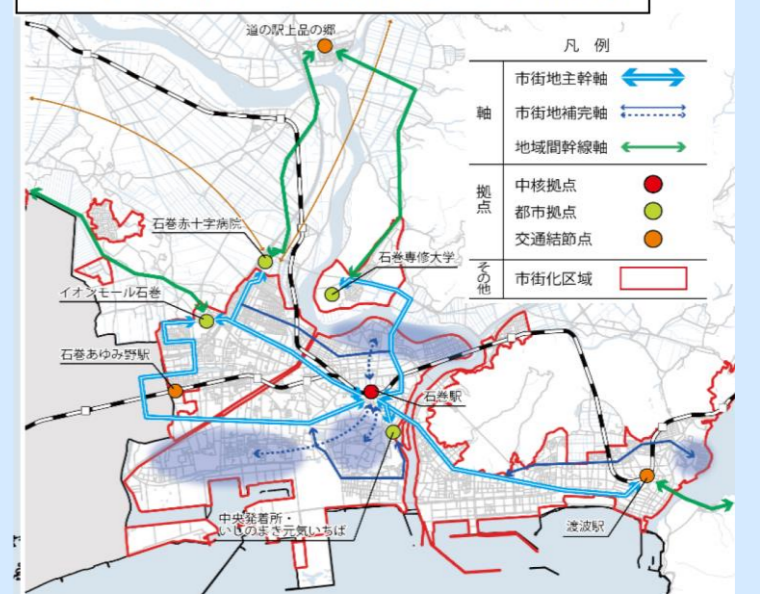 道の駅上品の郷
凡 例
軸
市街地主幹軸
市街地補完軸
地域間幹線軸
拠点
中核拠点
都市拠点
交通結節点
その他
市街化区域
石巻赤十字病院
石巻専修大学
イオンモール石巻
石巻あゆみ野駅
石巻駅
中央発着所・
いしのまき元気いちば
渡波駅